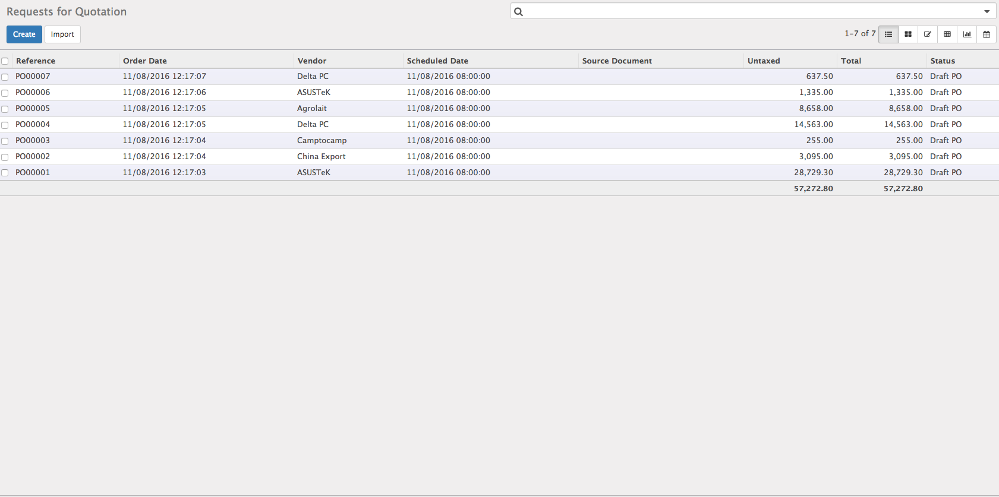 Requests for Quotation
Create Import 1-7 of 7
Reference Order Date Vendor Scheduled Date Source Document Untaxed Total Status
PO00007 11/08/2016 12:17:07 Delta PC 11/08/2016 08:00:00 637.50 637.50 Draft PO
PO00006 11/08/2016 12:17:06 ASUSTeK 11/08/2016 08:00:00 1,335.00 1,335.00 Draft PO
PO00005 11/08/2016 12:17:05 Agrolait 11/08/2016 08:00:00 8,658.00 8,658.00 Draft PO
PO00004 11/08/2016 12:17:05 Delta PC 11/08/2016 08:00:00 14,563.00 14,563.00 Draft PO
PO00003 11/08/2016 12:17:04 Camptocamp 11/08/2016 08:00:00 255.00 255.00 Draft PO
PO00002 11/08/2016 12:17:04 China Export 11/08/2016 08:00:00 3,095.00 3,095.00 Draft PO
PO00001 11/08/2016 12:17:03 ASUSTeK 11/08/2016 08:00:00 28,729.30 28,729.30 Draft PO
57,272.80 57,272.80